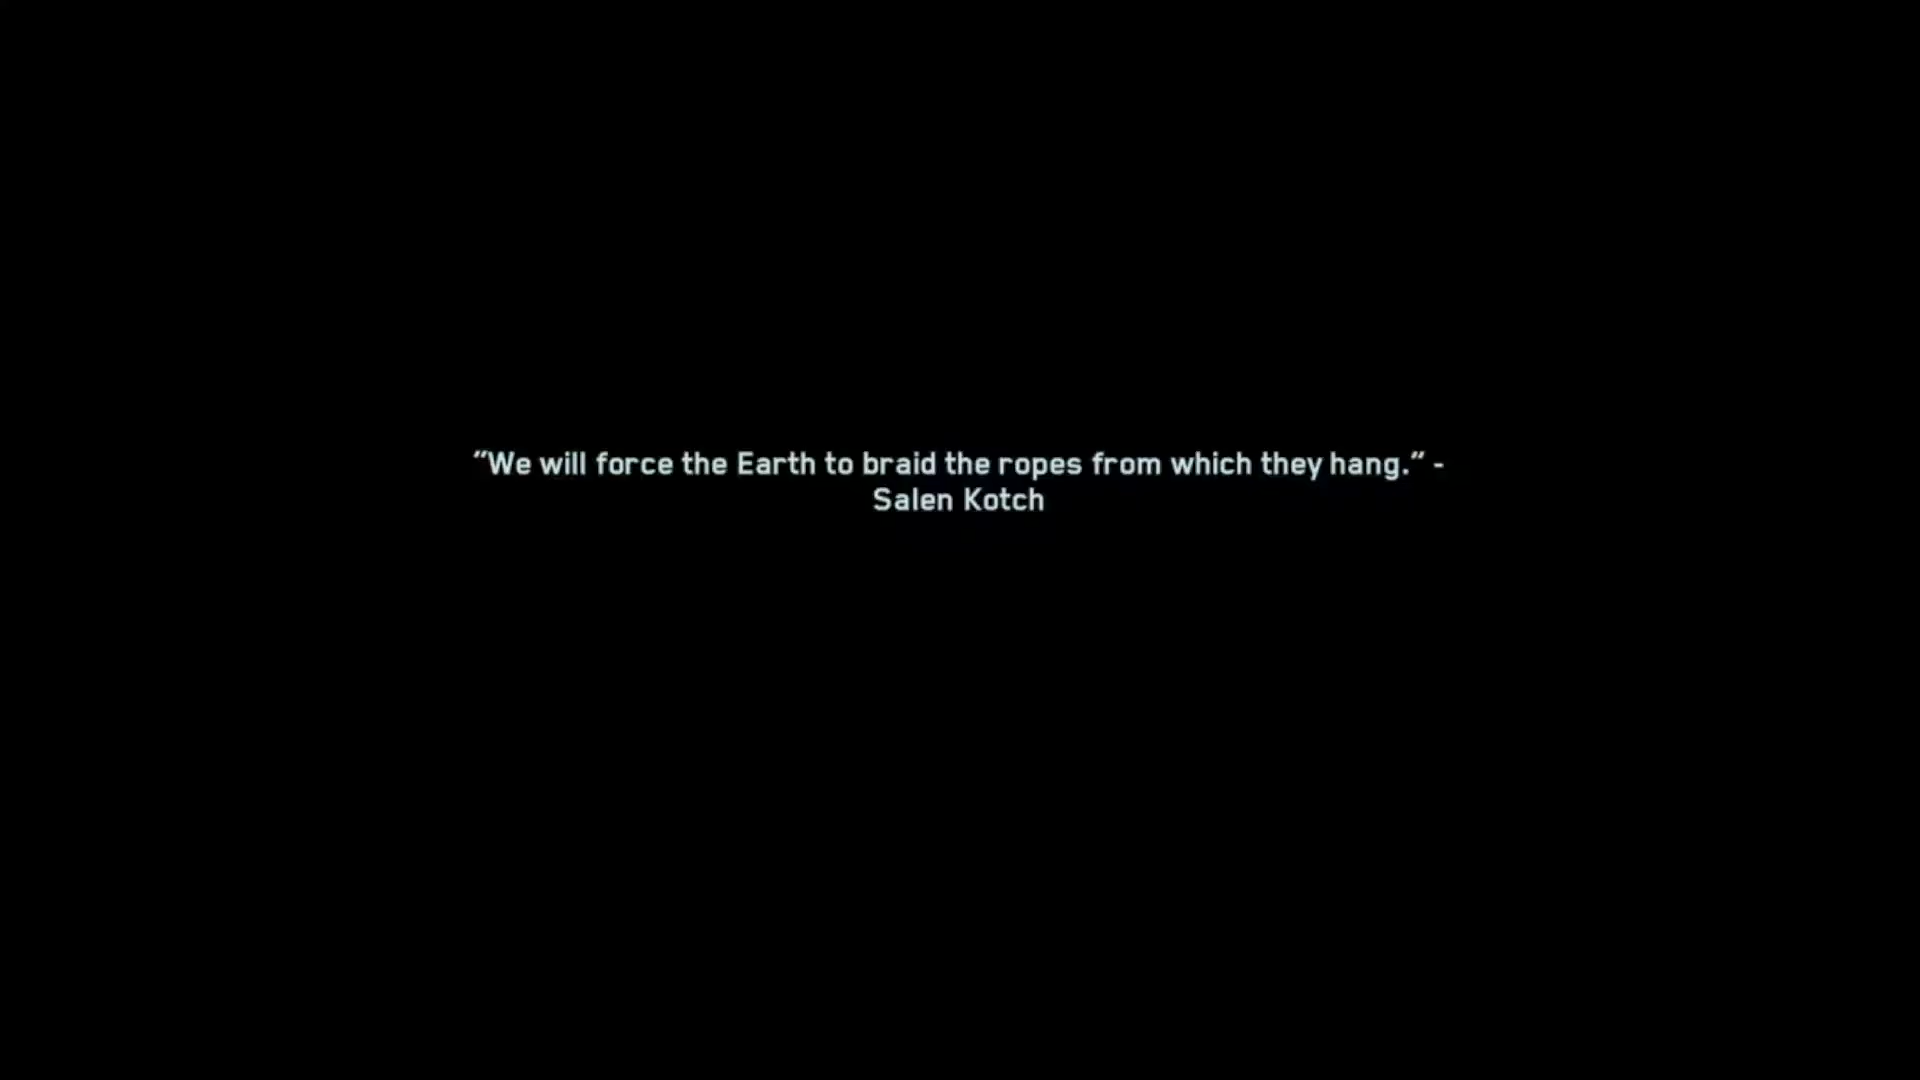 “We will force the Earth to braid the ropes from which they hang.” -
Salen Kotch